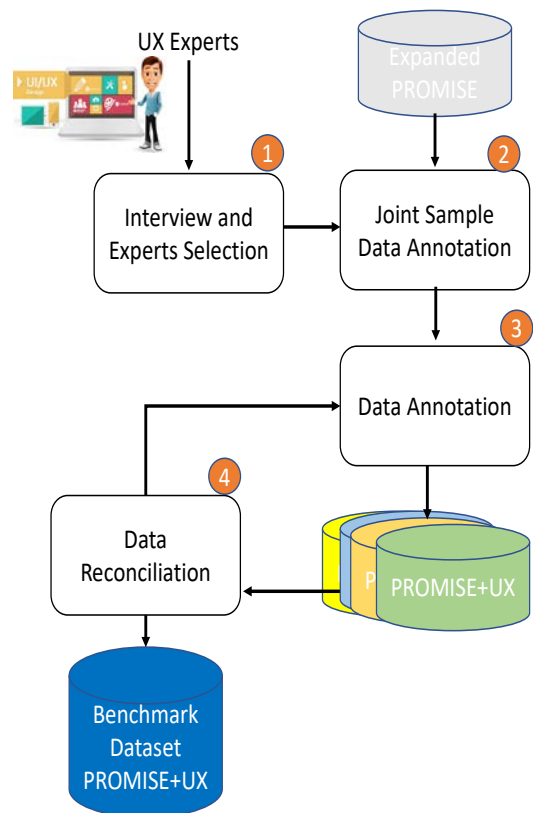 UX Experts
UI/UX
Expanded
PROMISE
1
2
Interview and
Experts Selection
Joint Sample
Data Annotation
3
Data Annotation
4
Data
Reconciliation
P
PROMISE+UX
Benchmark
Dataset
PROMISE+UX